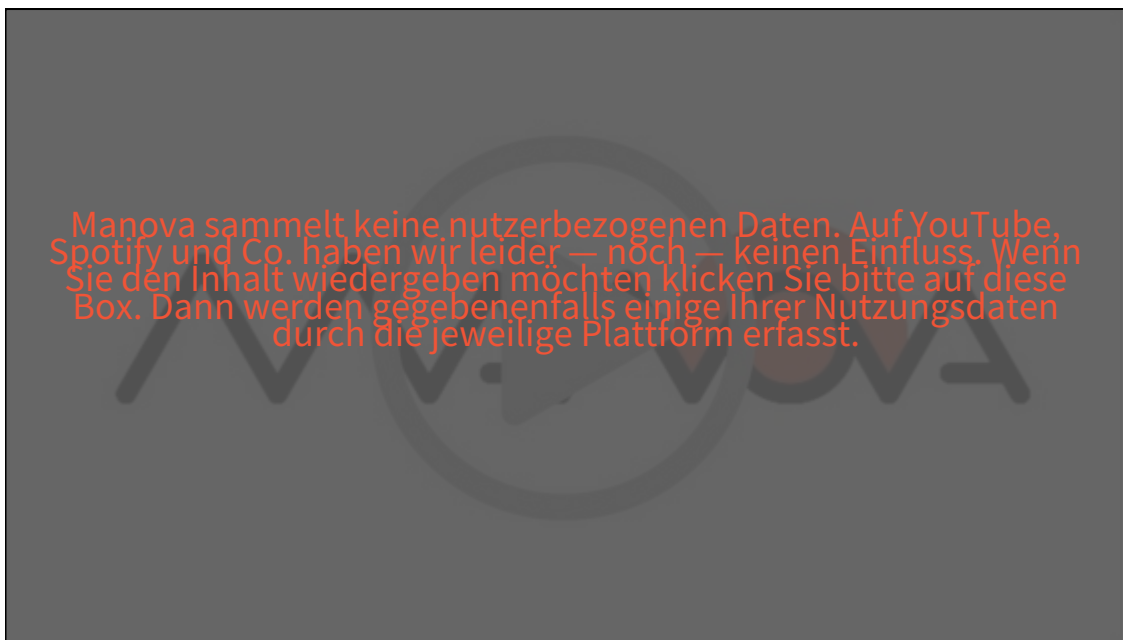 Manova sammelt keine nutzerbezogenen Daten. Auf YouTube,
Spotify und Co. haben wir leider — noch — keinen Einfluss. Wenn
Sie den Inhalt wiedergeben möchten klicken Sie bitte auf diese
Box. Dann werden gegebenenfalls einige Ihrer Nutzungsdaten
durch die jeweilige Plattform erfasst.
MANOVA